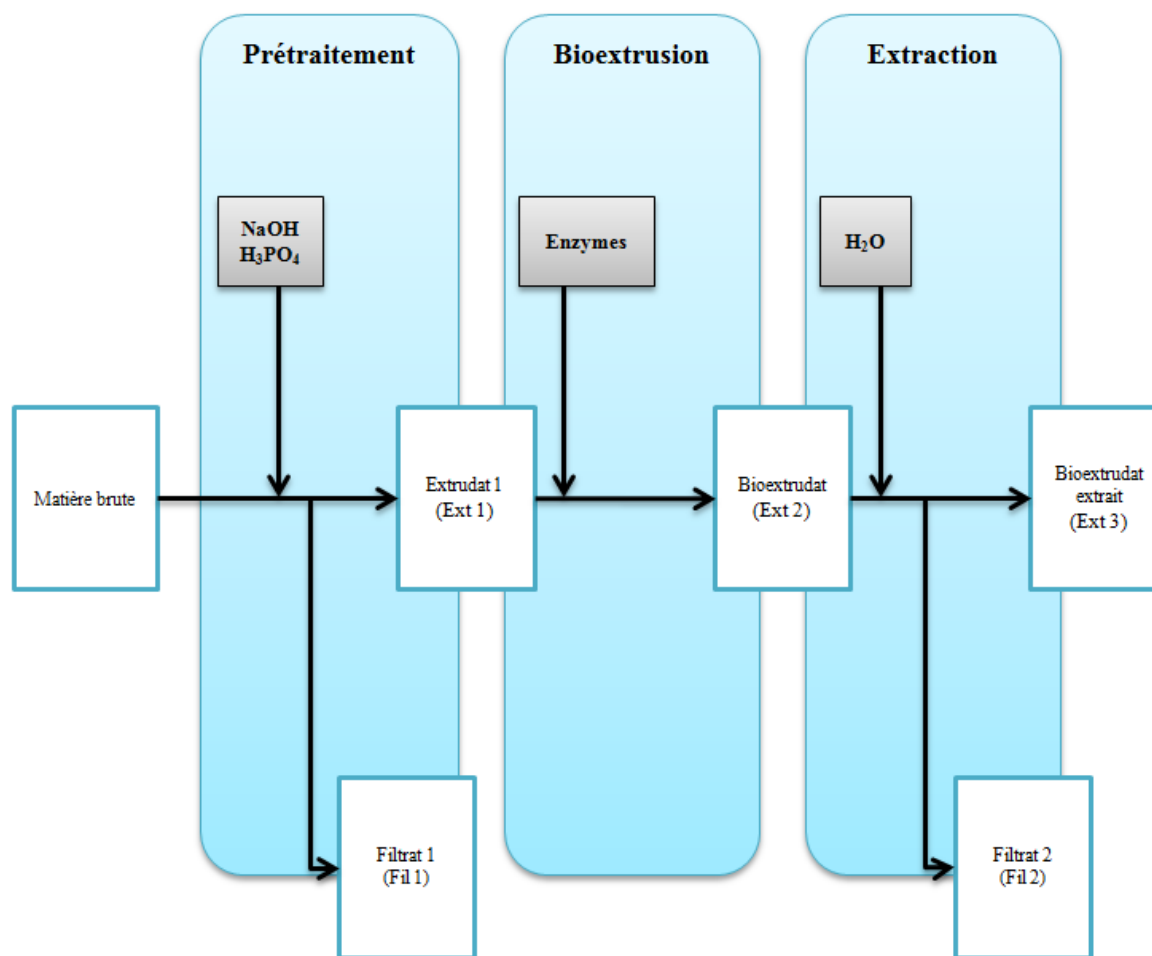 Prétraitement
Bioextrusion
Extraction
NaOH
H₃PO₄
Enzymes
H₂O
Matière brute
Extrudat 1
(Ext 1)
Bioextrudat
(Ext 2)
Bioextrudat
extrait
(Ext 3)
Filtrat 1
(Fil 1)
Filtrat 2
(Fil 2)